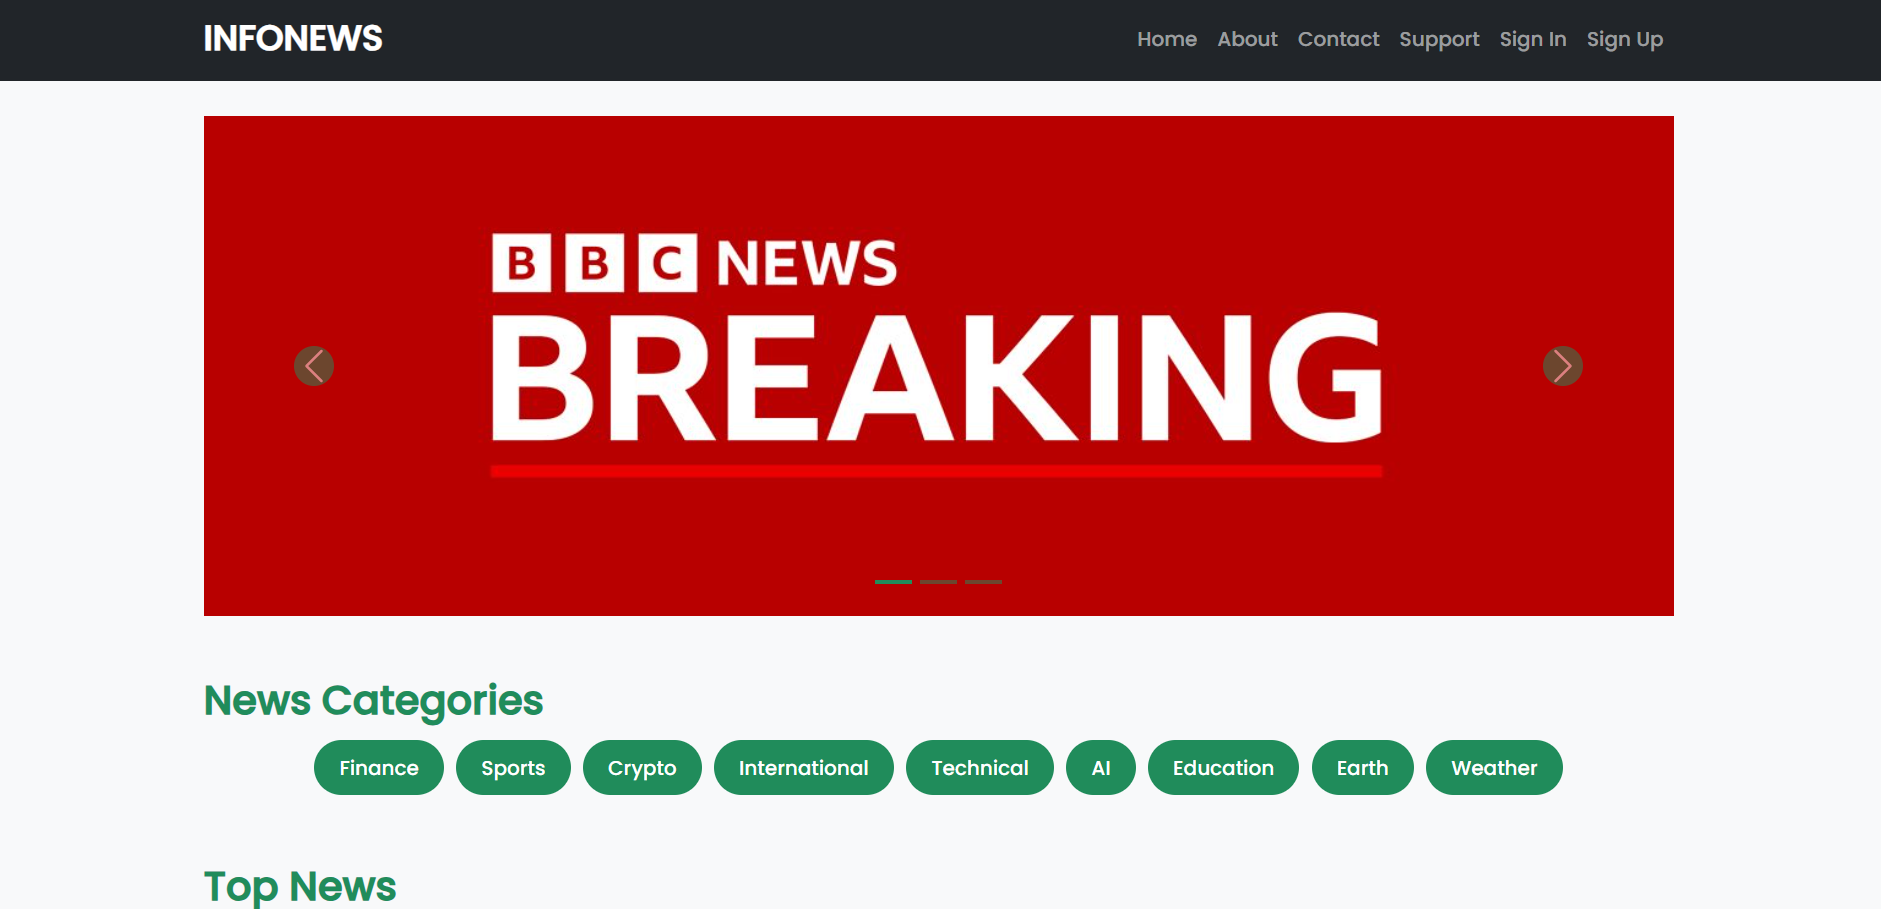 INFONEWS
Home About Contact Support Sign In Sign Up
BBC NEWS
BREAKING
News Categories
Finance Sports Crypto International Technical AI Education Earth Weather
Top News